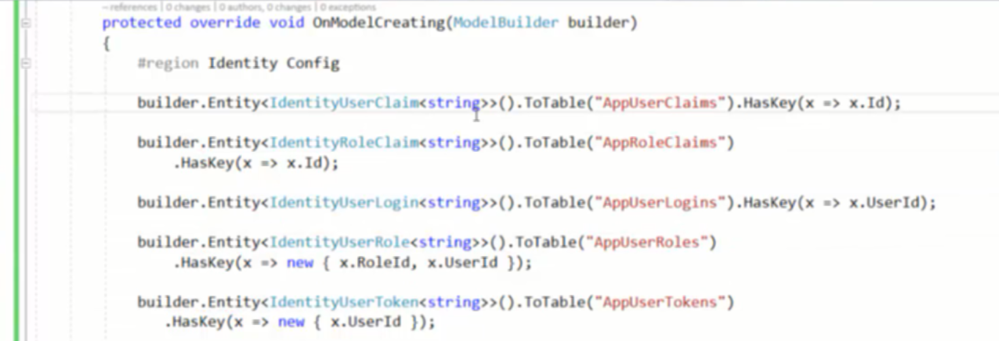 – references | 0 changes | 0 authors, 0 changes | 0 exceptions
protected override void OnModelCreating(ModelBuilder builder)
{
#region Identity Config
builder.Entity<IdentityUserClaim<string>>().ToTable("AppUserClaims").HasKey(x => x.Id);
builder.Entity<IdentityRoleClaim<string>>().ToTable("AppRoleClaims")
.HasKey(x => x.Id);
builder.Entity<IdentityUserLogin<string>>().ToTable("AppUserLogins").HasKey(x => x.UserId);
builder.Entity<IdentityUserRole<string>>().ToTable("AppUserRoles")
.HasKey(x => new { x.RoleId, x.UserId });
builder.Entity<IdentityUserToken<string>>().ToTable("AppUserTokens")
.HasKey(x => new { x.UserId });